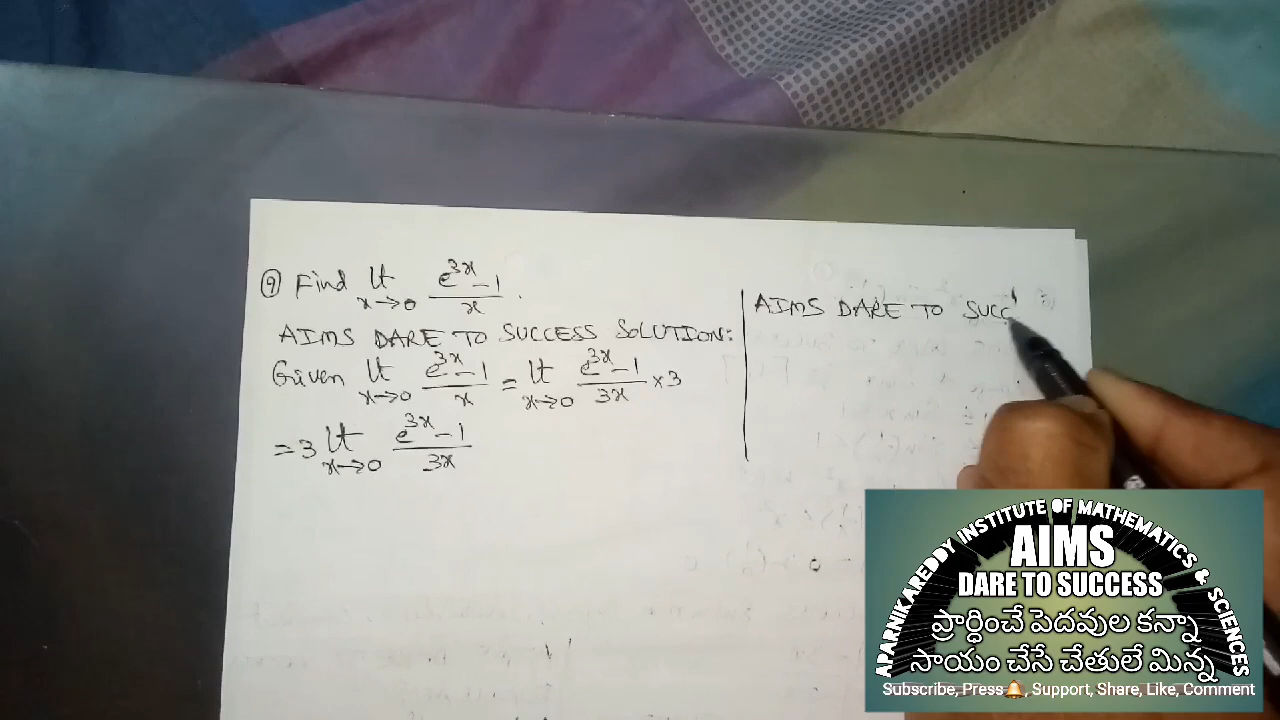 ⑨ Find lt x→0 e^3x - 1 / x .
AIMS DARE TO SUCCESS SOLUTION:
Given lt x→0 e^3x - 1 / x = lt x→0 e^3x - 1 / 3x × 3
= 3 lt x→0 e^3x - 1 / 3x
AIMS DARE TO SUCC
APARNIKAREDDY INSTITUTE OF MATHEMATICS & SCIENCES
AIMS
DARE TO SUCCESS
ప్రార్ధించే పెదవుల కన్నా
సాయం చేసే చేతులే మిన్న
Subscribe, Press🔔, Support, Share, Like, Comment